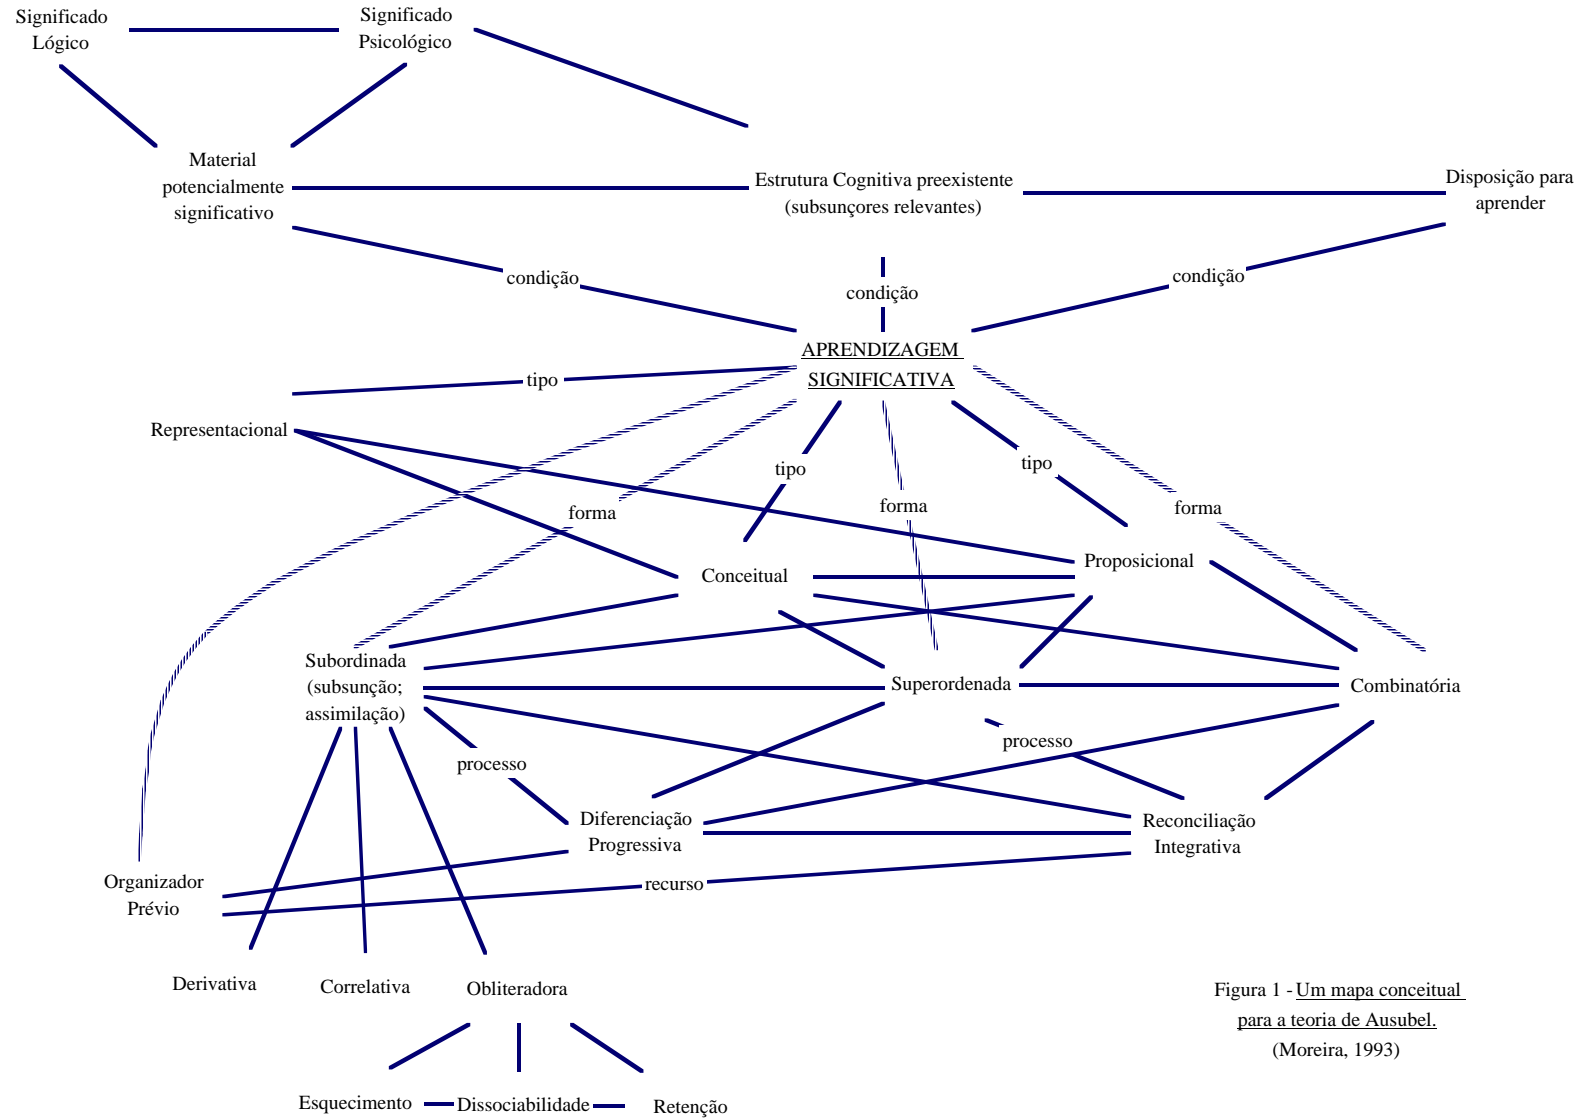 Significado
Lógico
Significado
Psicológico
Material
potencialmente
significativo
Estrutura Cognitiva preexistente
(subsunçores relevantes)
Disposição para
aprender
condição
condição
condição
APRENDIZAGEM
SIGNIFICATIVA
tipo
Representacional
tipo
tipo
forma
forma
forma
Conceitual
Proposicional
Subordinada
(subsunção;
assimilação)
Superordenada
Combinatória
processo
processo
Diferenciação
Progressiva
Reconciliação
Integrativa
Organizador
Prévio
recurso
Derivativa
Correlativa
Obliteradora
Esquecimento
Dissociabilidade
Retenção
Figura 1 - Um mapa conceitual
para a teoria de Ausubel.
(Moreira, 1993)